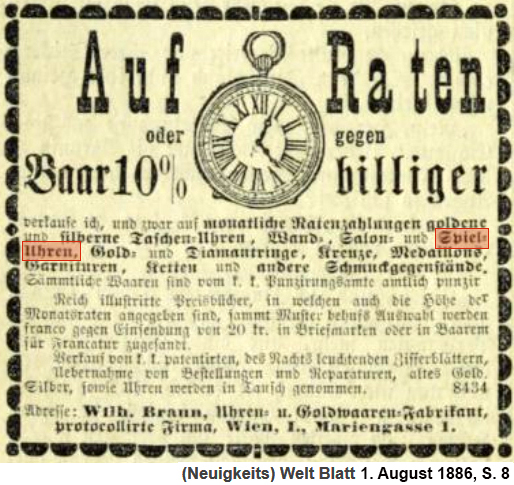 Auf Raten
oder gegen
Baar 10% billiger
verkaufe ich, und zwar auf monatliche Ratenzahlungen goldene
und silberne Taschen-Uhren, Wand-, Salon- und Spiel-
Uhren, Gold- und Diamantringe, Kreuze, Medaillons,
Garnituren, Ketten und andere Schmuckgegenstände.
Sämmtliche Waaren sind vom k. k. Punzirungsamte amtlich punzir
Reich illustrirte Preisbücher, in welchen auch die Höhe der
Monatsraten angegeben sind, sammt Muster behufs Auswahl werden
franco gegen Einsendung von 20 kr. in Briefmarken oder in Baarem
für Francatur zugesandt.
Verkauf von k. k. patentirten, des Nachts leuchtenden Zifferblättern,
Uebernahme von Bestellungen und Reparaturen, altes Gold.
Silber, sowie Uhren werden in Tausch genommen. 8434
Adresse: Wilh. Braun, Uhren- u. Goldwaaren-Fabrikant,
protocollirte Firma, Wien, I., Mariengasse 1.
(Neuigkeits) Welt Blatt 1. August 1886, S. 8